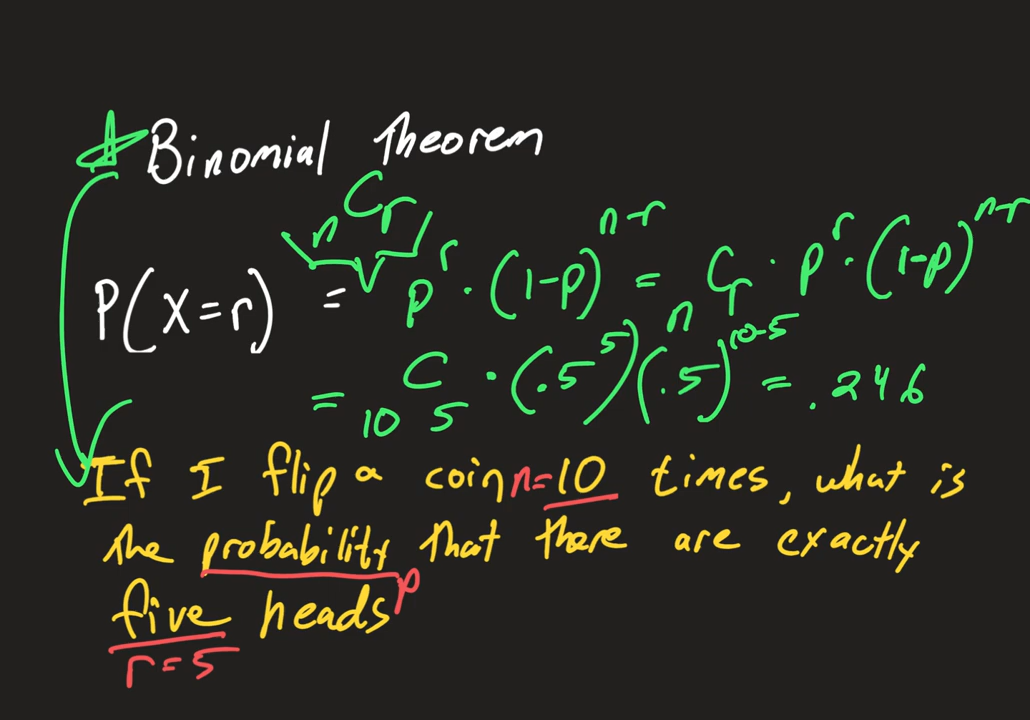 Binomial Theorem
nCr
P(X=r) = p^r · (1-p)^n-r = nCr · p^r · (1-p)^n-r
= 10C5 · (.5^5)(.5)^10-5 = .246
If I flip a coin n=10 times, what is
the probability that there are exactly
p
five heads
r=5